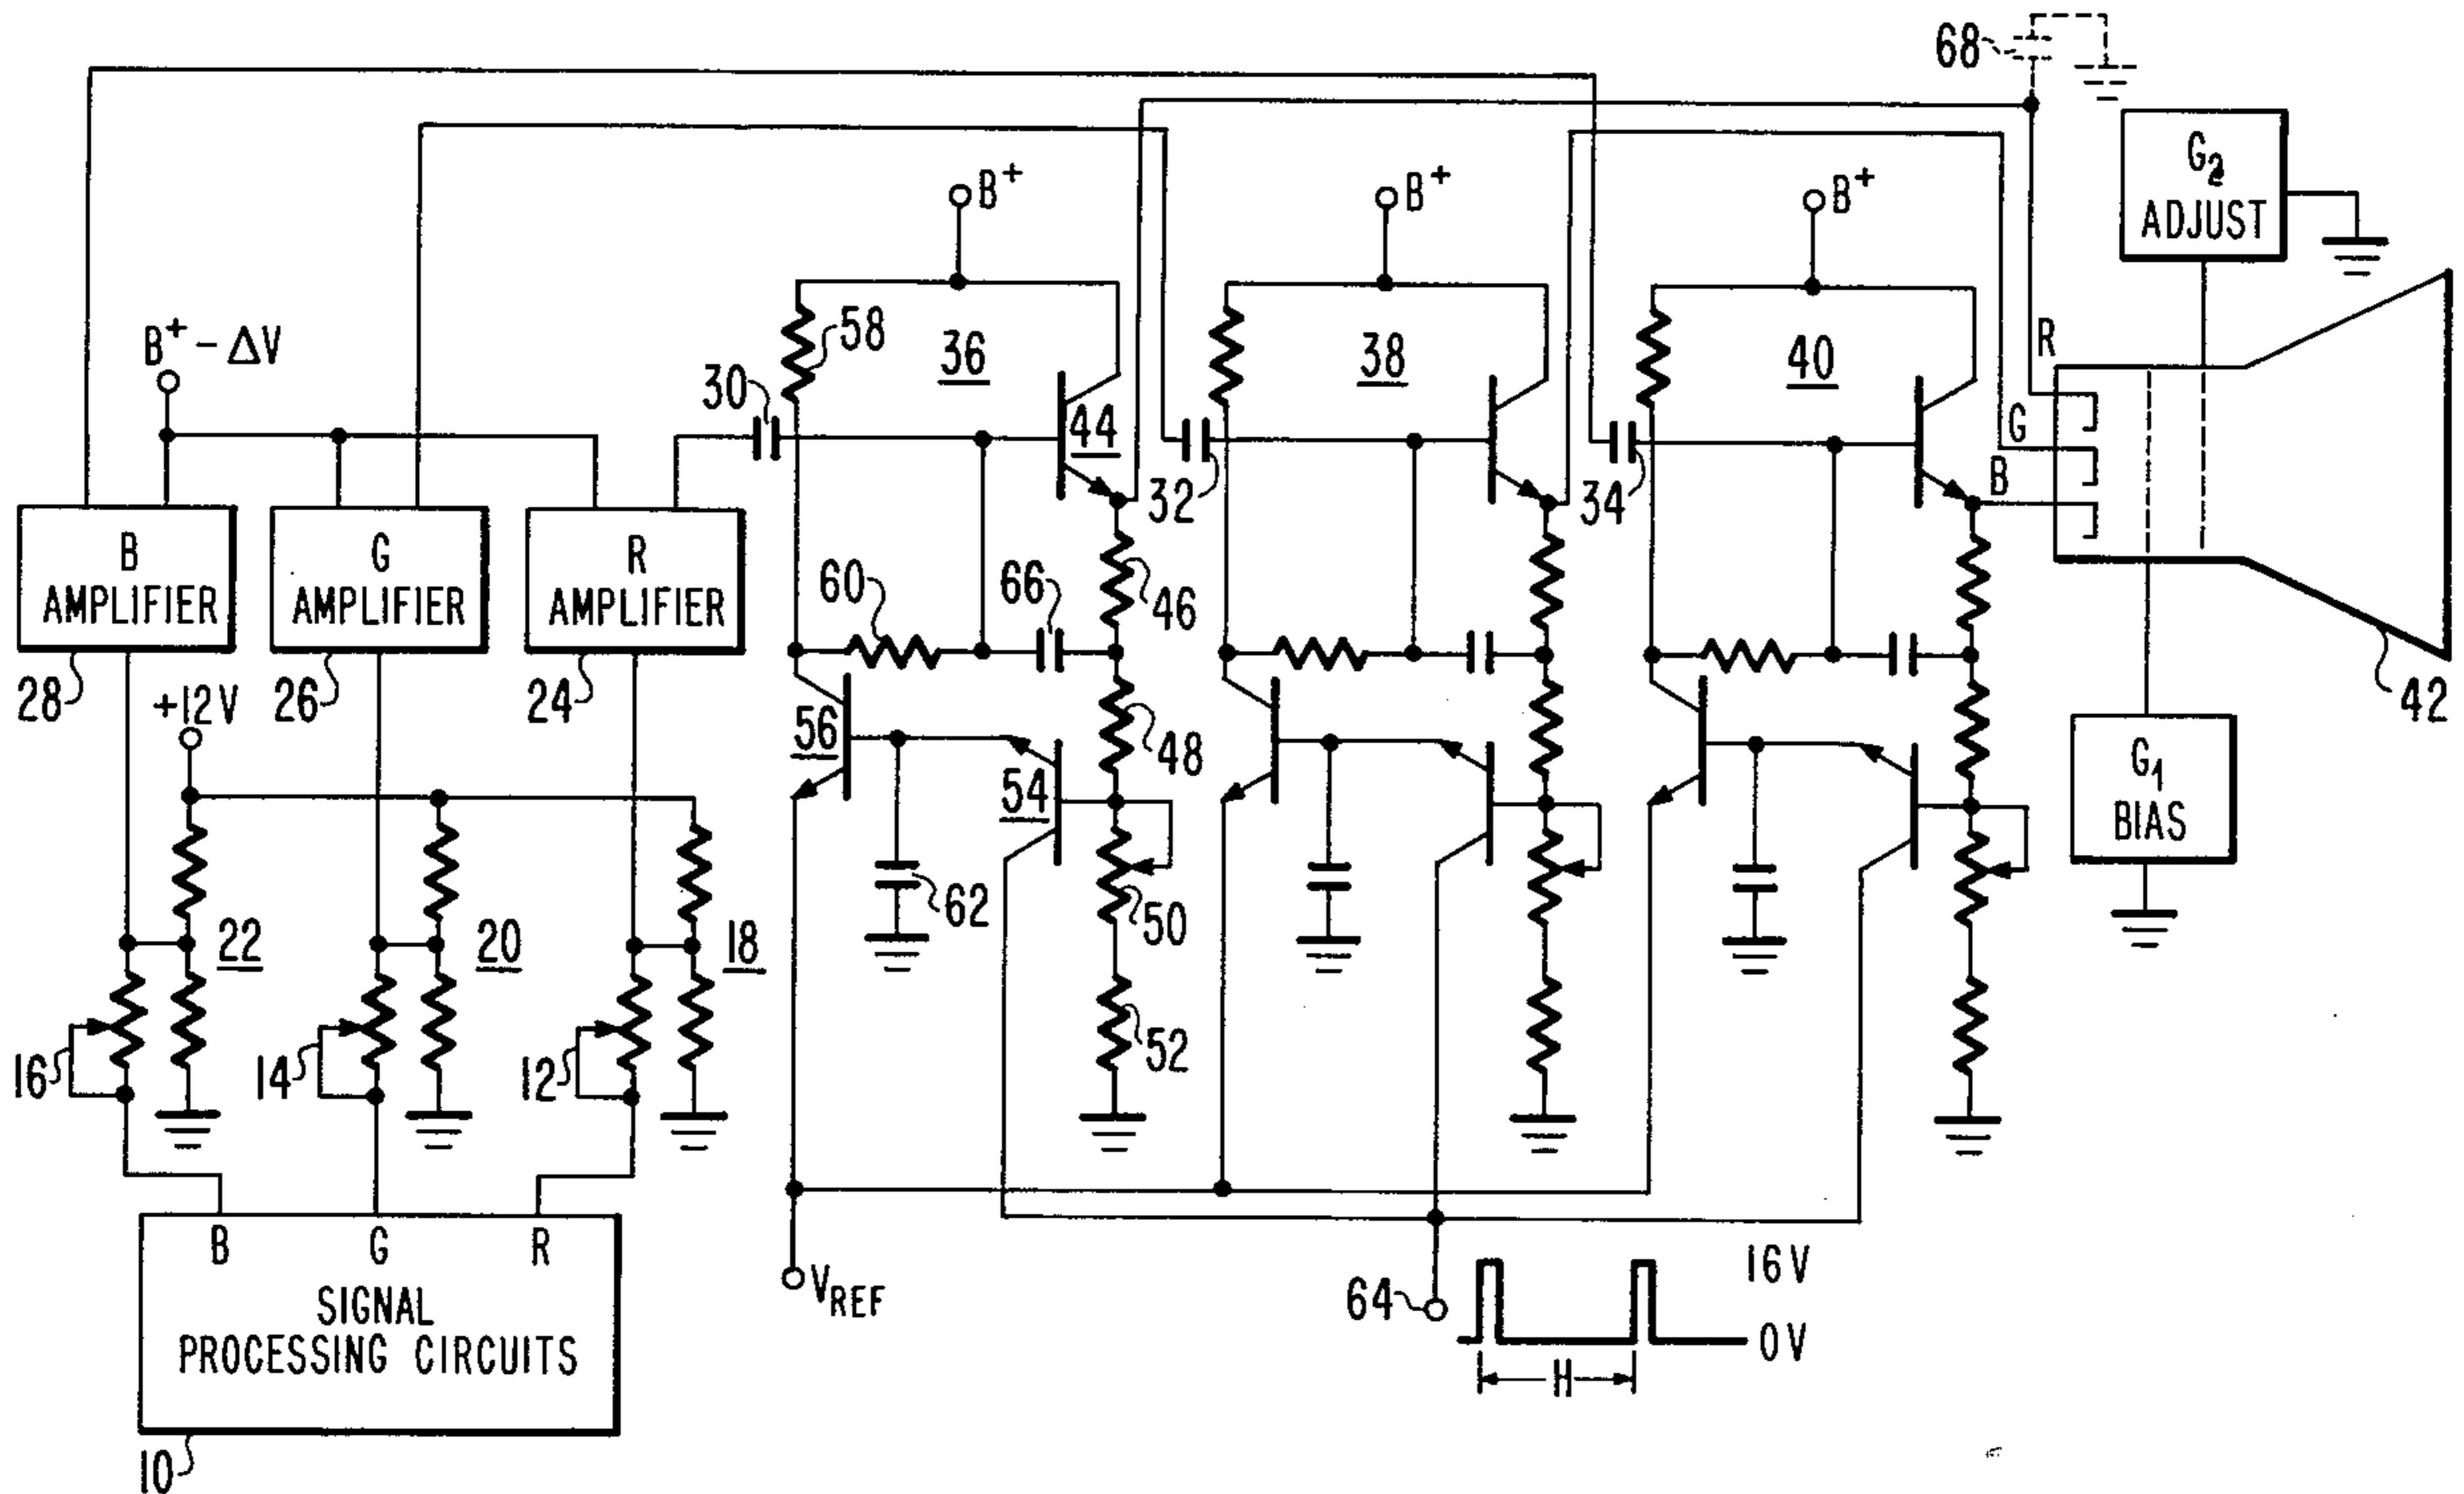 68
G2
ADJUST
B+
B+
B+
B+ - ΔV
58
36
38
40
R
30
44
G
32
34
B
B
AMPLIFIER
G
AMPLIFIER
R
AMPLIFIER
60
66
46
28
+12V
26
24
56
48
42
54
G1
BIAS
62
50
22
20
18
16
14
12
52
B
G
R
SIGNAL
PROCESSING CIRCUITS
VREF
64
16V
0V
H
10